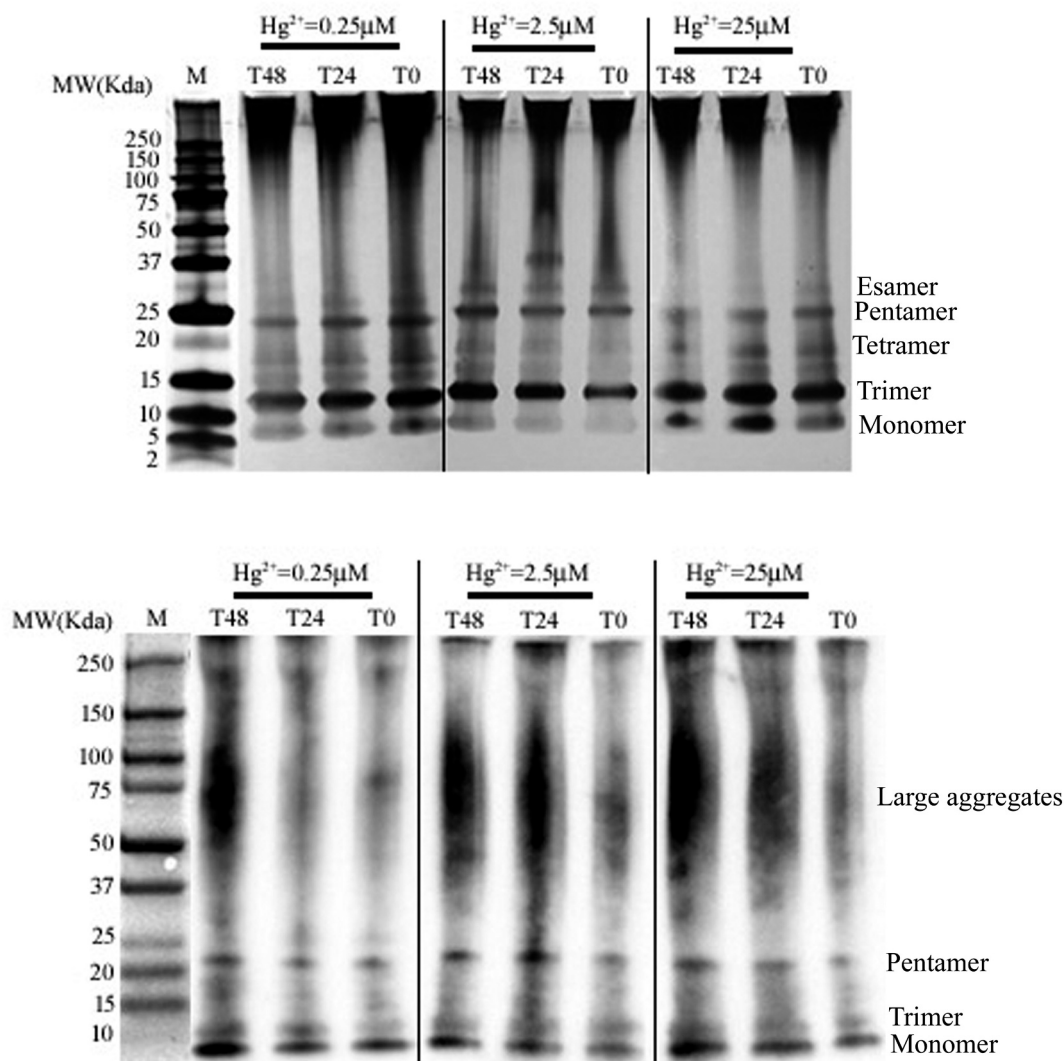 Hg²⁺=0.25µM Hg²⁺=2.5µM Hg²⁺=25µM
MW(Kda) M T48 T24 T0 T48 T24 T0 T48 T24 T0
250
150
100
75
50
37
Esamer
25 Pentamer
20 Tetramer
15 Trimer
10 Monomer
5
2
Hg²⁺=0.25µM Hg²⁺=2.5µM Hg²⁺=25µM
MW(Kda) M T48 T24 T0 T48 T24 T0 T48 T24 T0
250
150
100
75 Large aggregates
50
37
25
Pentamer
20
15
Trimer
10 Monomer